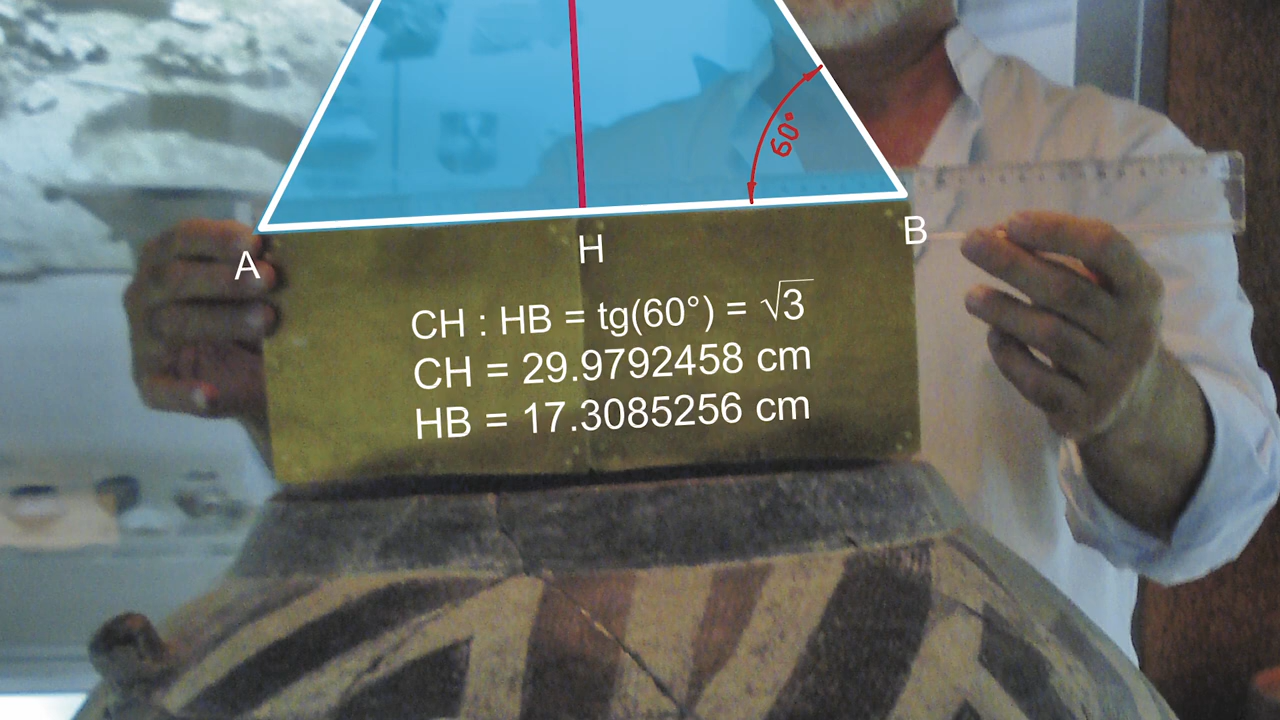 60°
A
H
B
CH : HB = tg(60°) = √3
CH = 29.9792458 cm
HB = 17.3085256 cm